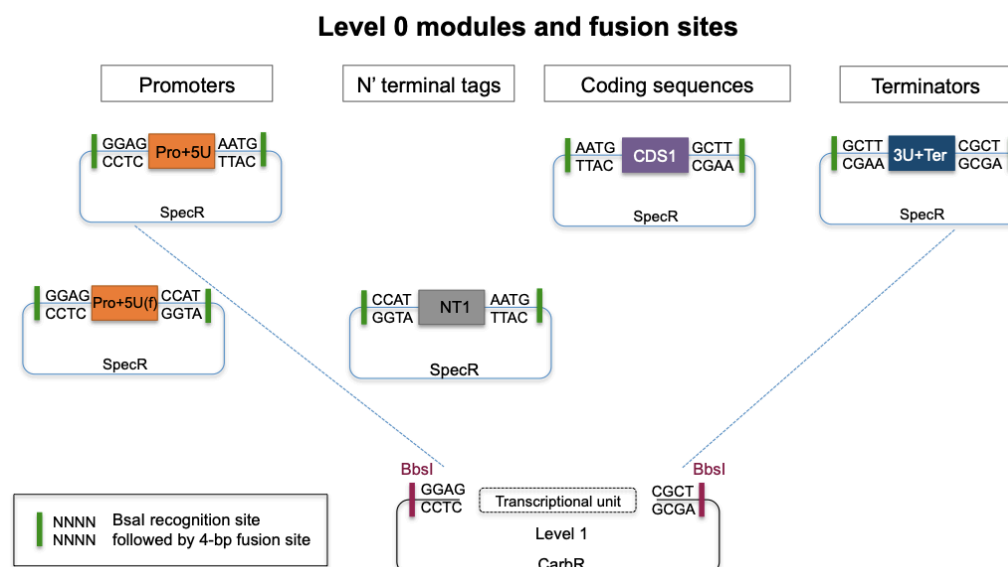 Level 0 modules and fusion sites
Promoters
N' terminal tags
Coding sequences
Terminators
GGAG Pro+5U AATG
CCTC TTAC
SpecR
AATG CDS1 GCTT
TTAC CGAA
SpecR
GCTT 3U+Ter CGCT
CGAA GCGA
SpecR
GGAG Pro+5U(f) CCAT
CCTC GGTA
SpecR
CCAT NT1 AATG
GGTA TTAC
SpecR
BbsI BbsI
GGAG Transcriptional unit CGCT
CCTC GCGA
Level 1
CarbR
NNNN BsaI recognition site
NNNN followed by 4-bp fusion site